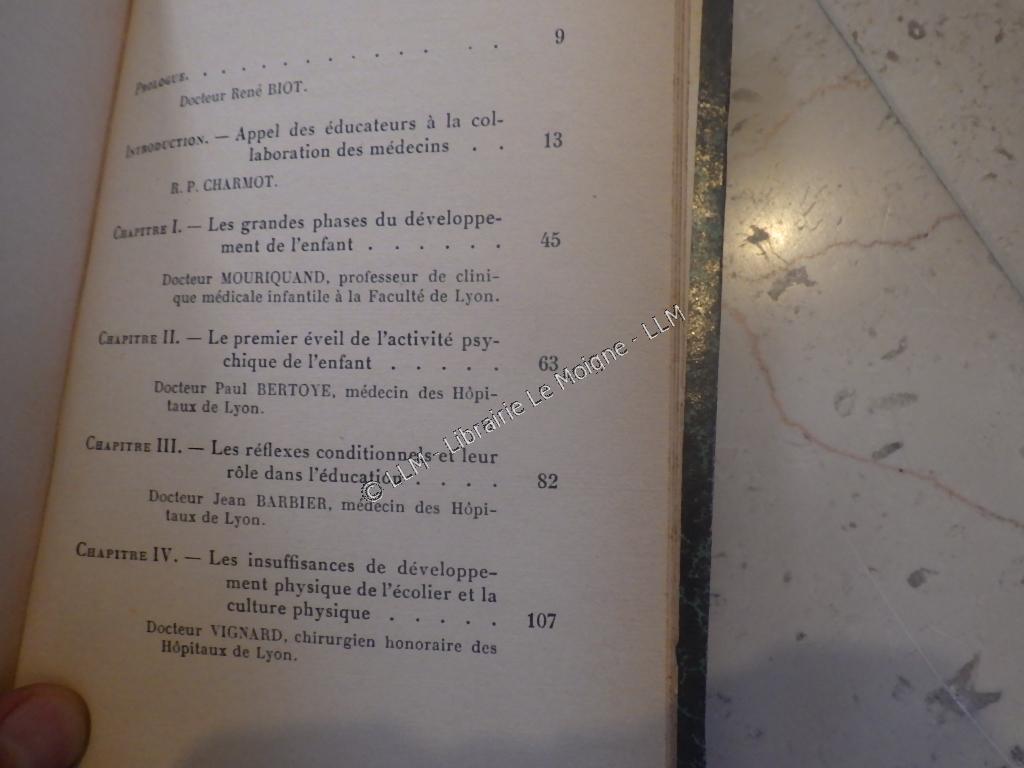 PROLOGUE. . . . . . . . . . . . . 9
Docteur René BIOT.
INTRODUCTION. — Appel des éducateurs à la col-
laboration des médecins . . 13
R. P. CHARMOT.
CHAPITRE I. — Les grandes phases du développe-
ment de l'enfant . . . . . . 45
Docteur MOURIQUAND, professeur de clini-
que médicale infantile à la Faculté de Lyon.
CHAPITRE II. — Le premier éveil de l'activité psy-
chique de l'enfant . . . . . 63
Docteur Paul BERTOYE, médecin des Hôpi-
taux de Lyon.
CHAPITRE III. — Les réflexes conditionnels et leur
rôle dans l'éducation . . . . 82
Docteur Jean BARBIER, médecin des Hôpi-
taux de Lyon.
CHAPITRE IV. — Les insuffisances de développe-
ment physique de l'écolier et la
culture physique . . . . . 107
Docteur VIGNARD, chirurgien honoraire des
Hôpitaux de Lyon.
© LLM - Librairie Le Moigne - LLM